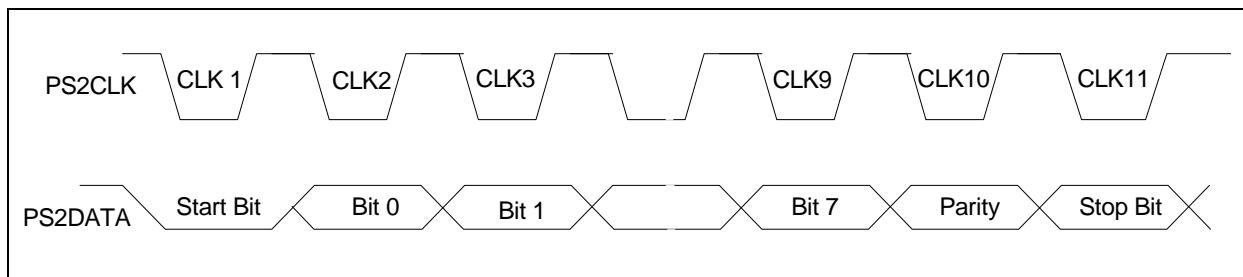 PS2CLK CLK 1 CLK2 CLK3 CLK9 CLK10 CLK11
PS2DATA Start Bit Bit 0 Bit 1 Bit 7 Parity Stop Bit